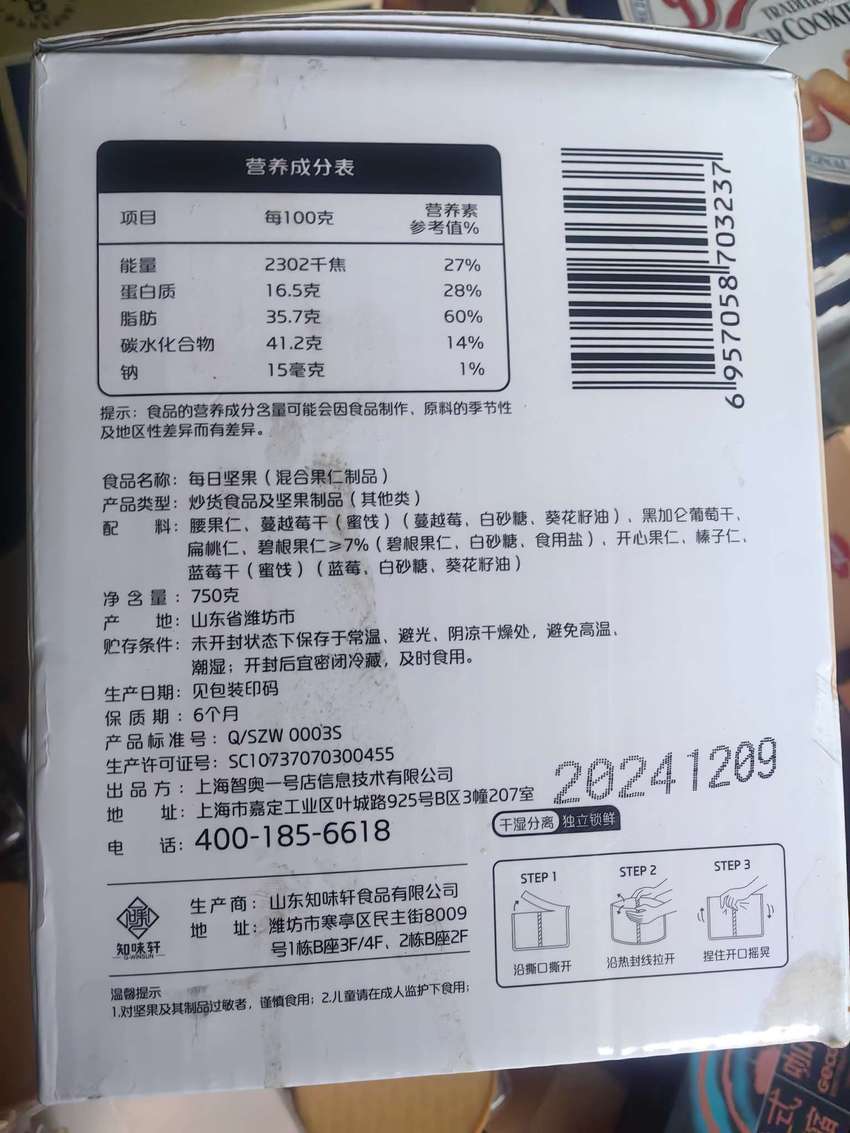 TRADITION
R COOKIE
营养成分表
项目 每100克 营养素参考值%
能量 2302千焦 27%
蛋白质 16.5克 28%
脂肪 35.7克 60%
碳水化合物 41.2克 14%
钠 15毫克 1%
提示：食品的营养成分含量可能会因食品制作、原料的季节性
及地区性差异而有差异。
6957058703237
食品名称：每日坚果（混合果仁制品）
产品类型：炒货食品及坚果制品（其他类）
配 料：腰果仁、蔓越莓干（蜜饯）（蔓越莓、白砂糖、葵花籽油）、黑加仑葡萄干、
扁桃仁、碧根果仁≥7%（碧根果仁、白砂糖、食用盐）、开心果仁、榛子仁、
蓝莓干（蜜饯）（蓝莓、白砂糖、葵花籽油）
净含量：750克
产 地：山东省潍坊市
贮存条件：未开封状态下保存于常温、避光、阴凉干燥处，避免高温、
潮湿；开封后宜密闭冷藏，及时食用。
生产日期：见包装印码
保质期：6个月
产品标准号：Q/SZW 0003S
生产许可证号：SC10737070300455
出品方：上海智奥一号店信息技术有限公司
地 址：上海市嘉定工业区叶城路925号B区3幢207室
电 话：400-185-6618
20241209
干湿分离 独立锁鲜
知味轩
G-WINSUN
生产商：山东知味轩食品有限公司
地 址：潍坊市寒亭区民主街8009
号1栋B座3F/4F、2栋B座2F
STEP 1 STEP 2 STEP 3
沿撕口撕开 沿热封线拉开 捏住开口摇晃
温馨提示
1.对坚果及其制品过敏者，谨慎食用；2.儿童请在成人监护下食用；